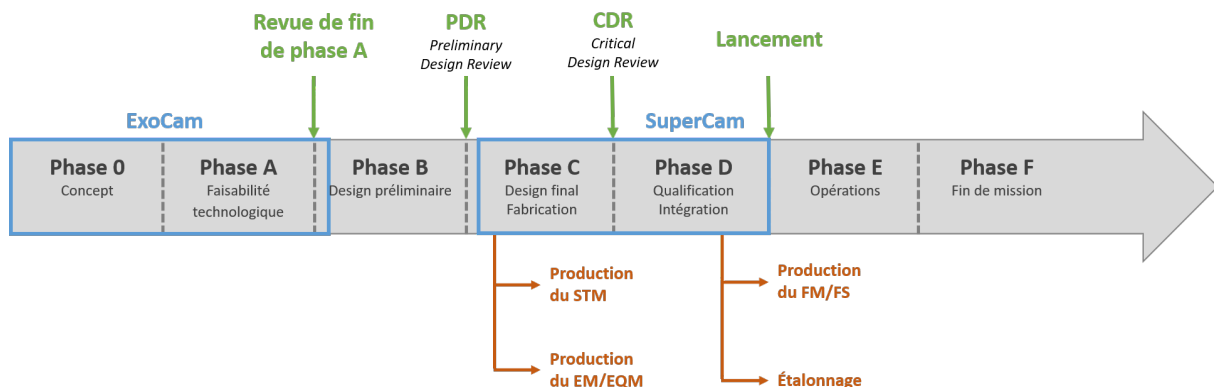 Revue de fin
de phase A
PDR
Preliminary
Design Review
CDR
Critical
Design Review
Lancement
ExoCam
SuperCam
Phase 0
Concept
Phase A
Faisabilité
technologique
Phase B
Design préliminaire
Phase C
Design final
Fabrication
Phase D
Qualification
Intégration
Phase E
Opérations
Phase F
Fin de mission
Production
du STM
Production
du FM/FS
Production
du EM/EQM
Étalonnage